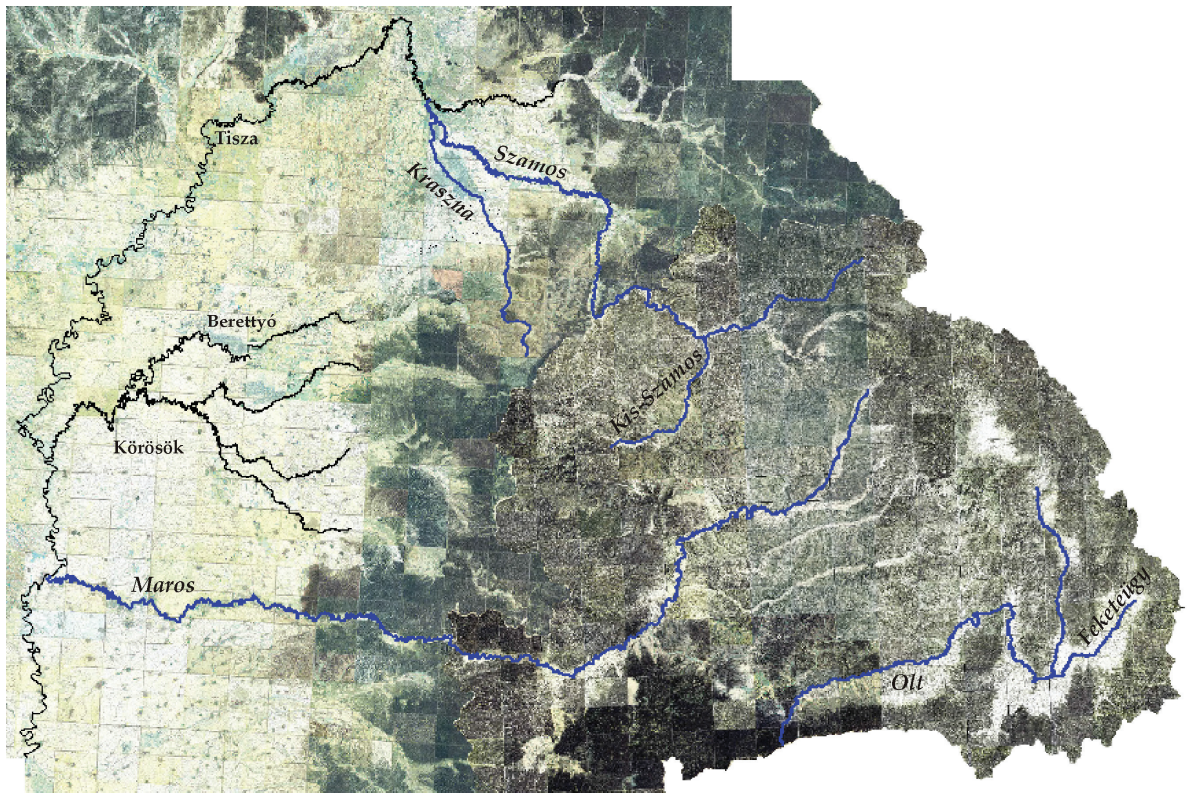 Tisza
Szamos
Kraszna
Berettyó
Kis-Szamos
Körösök
Maros
Feketeügy
Olt